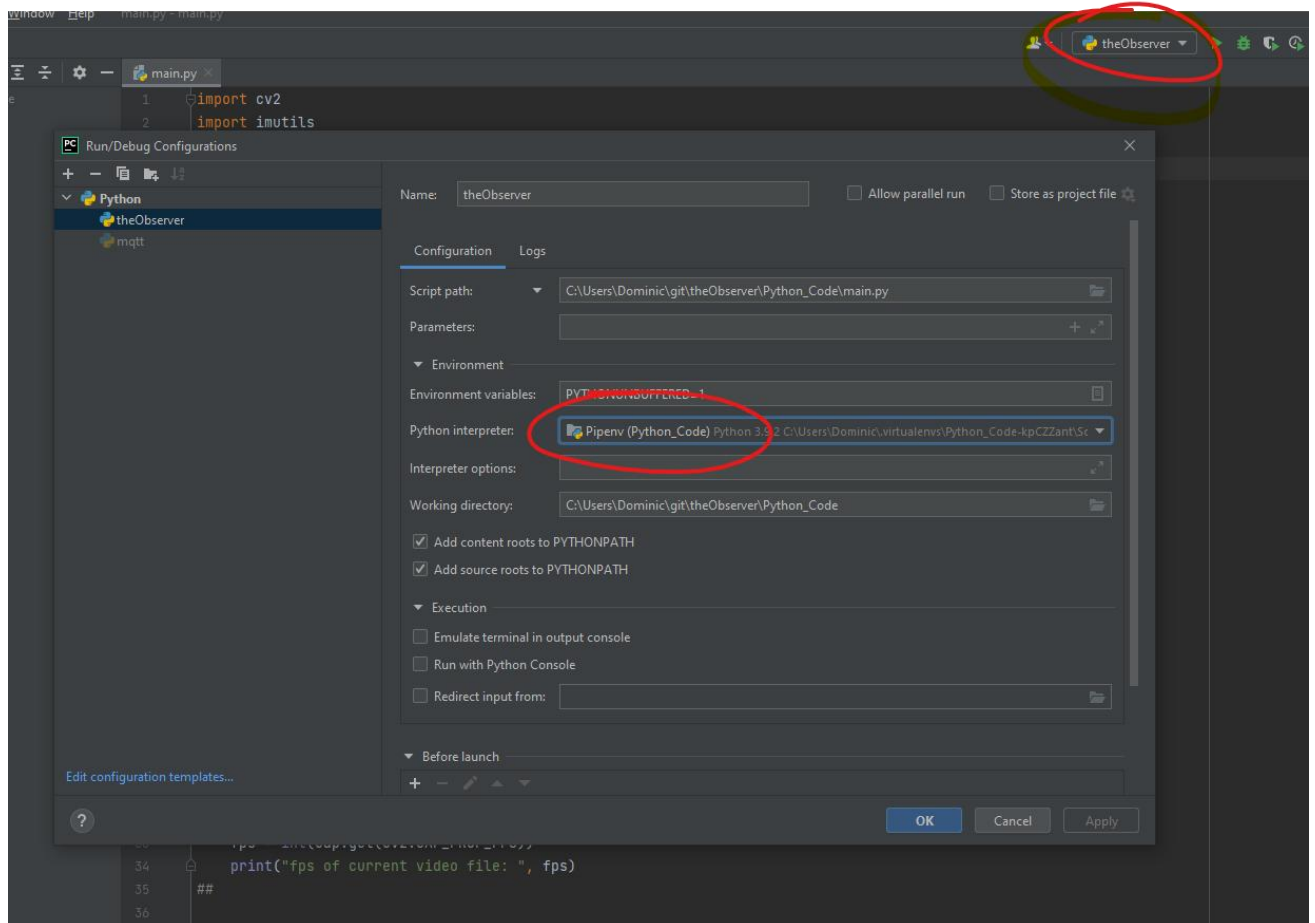 Window Help main.py - main.py
theObserver
main.py
1 import cv2
2 import imutils
PC Run/Debug Configurations
Python
theObserver
mqtt
Name: theObserver Allow parallel run Store as project file
Configuration Logs
Script path: C:\Users\Dominic\git\theObserver\Python_Code\main.py
Parameters:
Environment
Environment variables: PYTHONUNBUFFERED=1
Python interpreter: Pipenv (Python_Code) Python 3.9.2 C:\Users\Dominic\.virtualenvs\Python_Code-kpCZZant\Sc
Interpreter options:
Working directory: C:\Users\Dominic\git\theObserver\Python_Code
Add content roots to PYTHONPATH
Add source roots to PYTHONPATH
Execution
Emulate terminal in output console
Run with Python Console
Redirect input from:
Before launch
Edit configuration templates...
? OK Cancel Apply
34 print("fps of current video file: ", fps)
35 ##
36